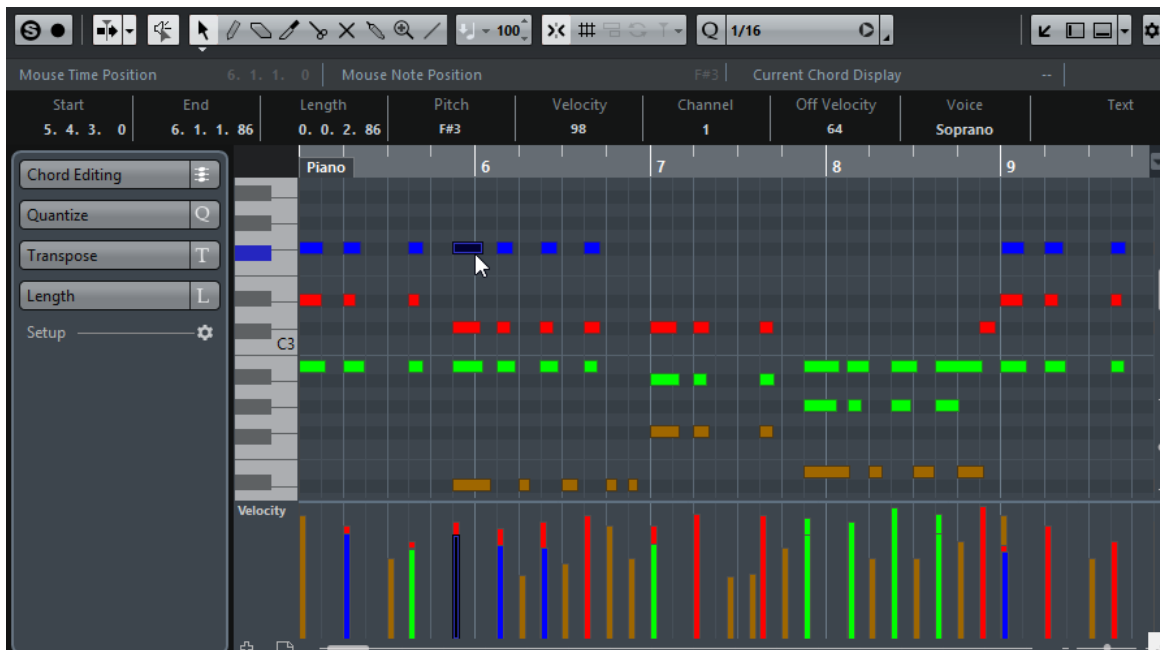 100 Q 1/16
Mouse Time Position 6. 1. 1. 0 Mouse Note Position F#3 Current Chord Display --
Start End Length Pitch Velocity Channel Off Velocity Voice Text
5. 4. 3. 0 6. 1. 1. 86 0. 0. 2. 86 F#3 98 1 64 Soprano
Chord Editing
Piano 6 7 8 9
Quantize Q
Transpose T
Length L
Setup
C3
Velocity